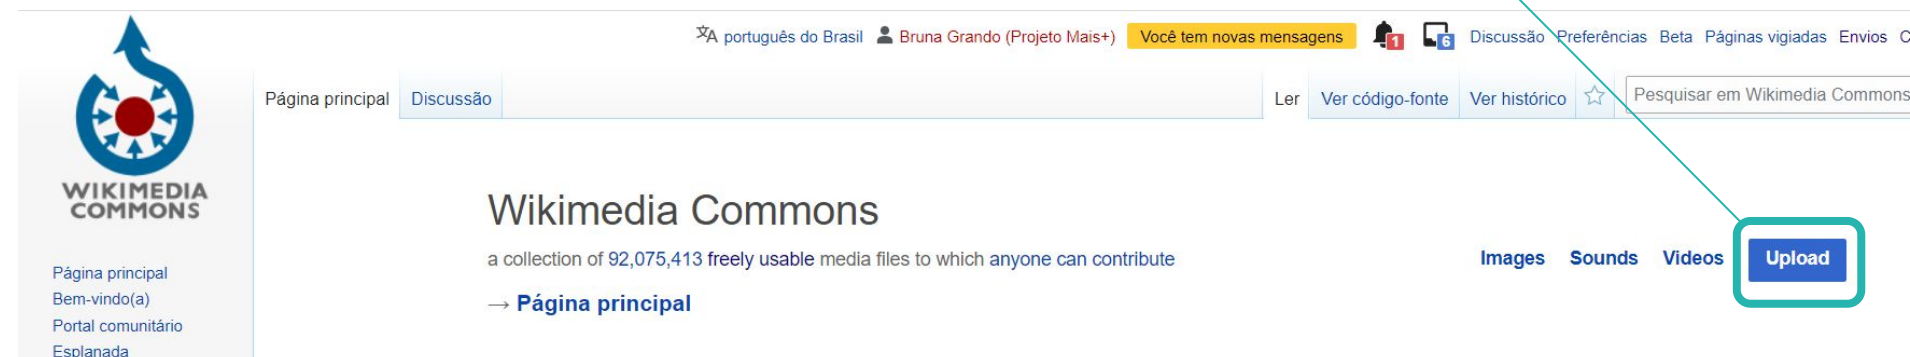 português do Brasil Bruna Grando (Projeto Mais+) Você tem novas mensagens 1 6 Discussão Preferências Beta Páginas vigiadas Envios C
Página principal Discussão Ler Ver código-fonte Ver histórico Pesquisar em Wikimedia Commons
WIKIMEDIA
COMMONS
Wikimedia Commons
a collection of 92,075,413 freely usable media files to which anyone can contribute
Images Sounds Videos Upload
→ Página principal
Página principal
Bem-vindo(a)
Portal comunitário
Esplanada